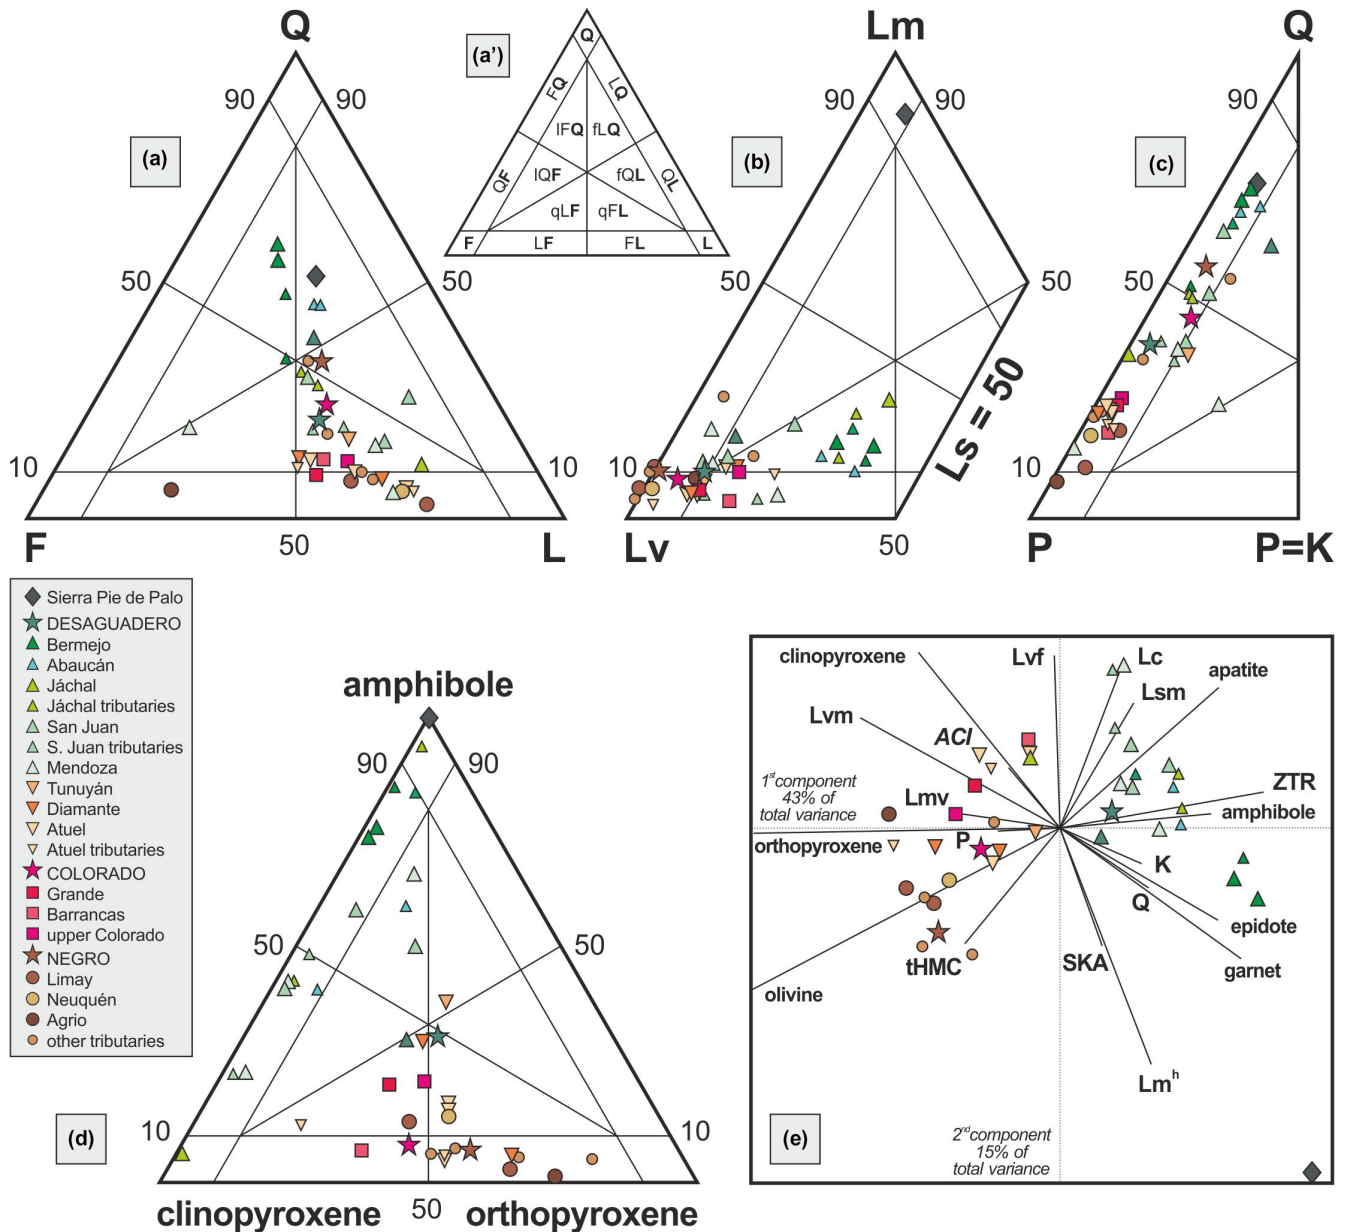 Q
90 90
(a)
50 50
10 10
F 50 L
(a')
Q
FQ LQ
lFQ fLQ
QF lQF fQL QL
qLF qFL
F LF FL L
Lm
90 90
(b)
50 50
10
Ls = 50
Lv 50
Q
90
(c)
50
10
P P=K
Sierra Pie de Palo
DESAGUADERO
Bermejo
Abaucán
Jáchal
Jáchal tributaries
San Juan
S. Juan tributaries
Mendoza
Tunuyán
Diamante
Atuel
Atuel tributaries
COLORADO
Grande
Barrancas
upper Colorado
NEGRO
Limay
Neuquén
Agrio
other tributaries
amphibole
90 90
50 50
10 10
(d)
clinopyroxene 50 orthopyroxene
clinopyroxene
Lvf
Lc
apatite
Lsm
Lvm
ACI
1st component
43% of
total variance
Lmv
ZTR
amphibole
P
orthopyroxene
K
Q
epidote
SKA
tHMC
garnet
olivine
Lmh
2nd component
15% of
total variance
(e)